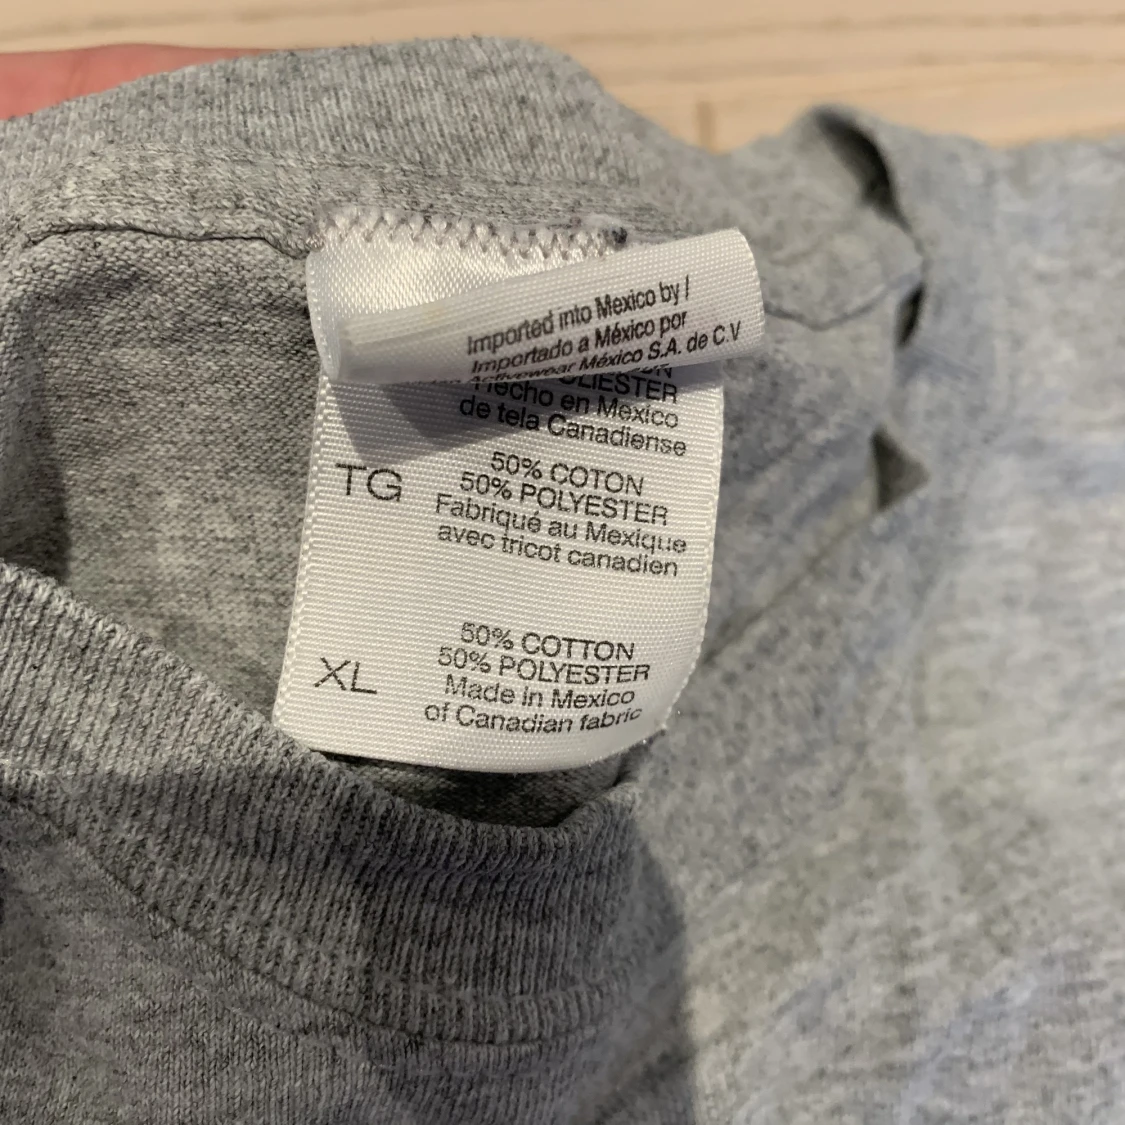 Imported into Mexico by /
Importado a México por
Activewear México S.A. de C.V
OLIESTER
Hecho en Mexico
de tela Canadiense
TG
50% COTON
50% POLYESTER
Fabriqué au Mexique
avec tricot canadien
XL
50% COTTON
50% POLYESTER
Made in Mexico
of Canadian fabric